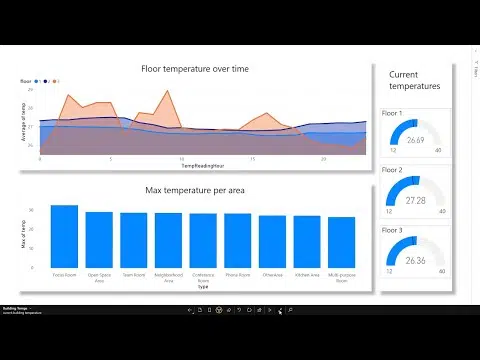 Floor temperature over time
floor 1 2 3
Average of temp
29
28
27
26
0
5
10
15
20
TempReadingHour
Current
temperatures
Floor 1
26.69
12
40
Floor 2
27.28
12
40
Floor 3
26.36
12
40
Max temperature per area
Max of temp
30
20
10
0
Focus Room
Open Space
Area
Team Room
Neighborhood
Area
Conference
Room
Phone Room
Other Area
Kitchen Area
Multi-purpose
Room
type
Filters
Building Temps
current building temperature